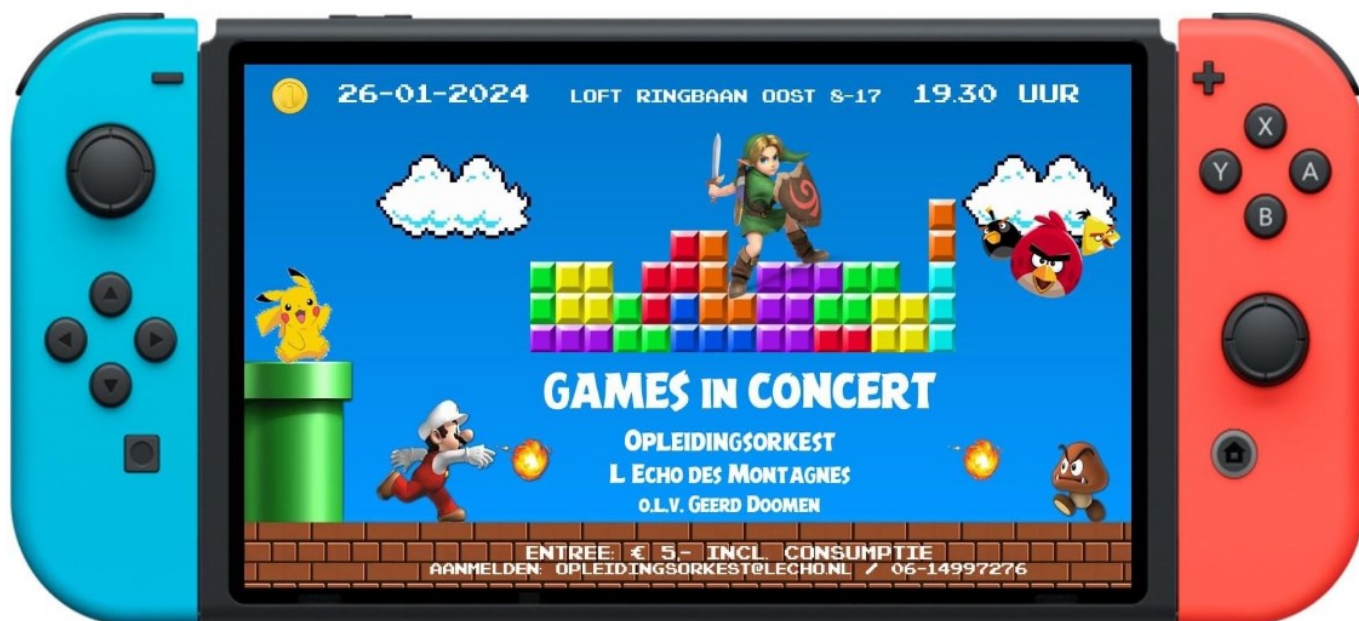 26-01-2024 LOFT RINGBAAN OOST 8-17 19.30 UUR
GAMES IN CONCERT
OPLEIDINGSORKEST
L ECHO DES MONTAGNES
O.L.V. GEERD DOOMEN
ENTREE: € 5,- INCL. CONSUMPTIE
AANMELDEN: OPLEIDINGSORKEST@LECHO.NL / 06-14997276
X
Y A
B